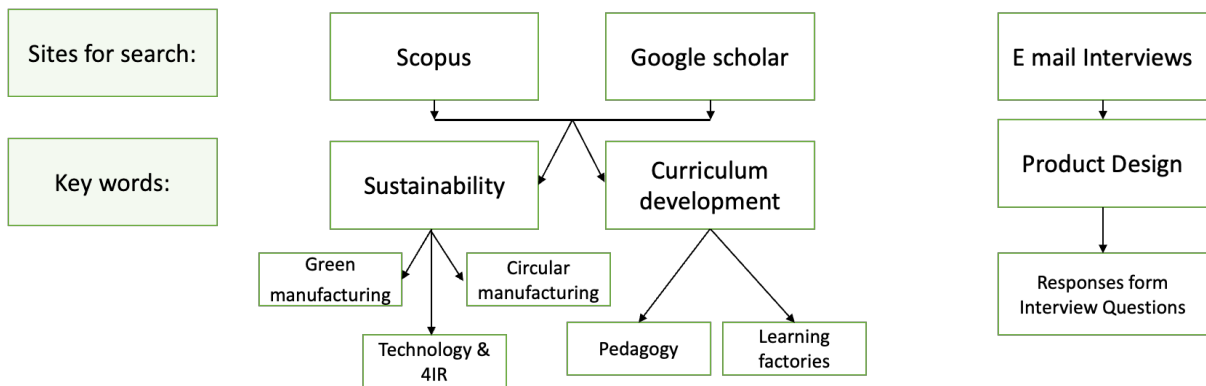 Sites for search:
Scopus
Google scholar
E mail Interviews
Key words:
Sustainability
Curriculum
development
Product Design
Green
manufacturing
Circular
manufacturing
Technology &
4IR
Pedagogy
Learning
factories
Responses form
Interview Questions